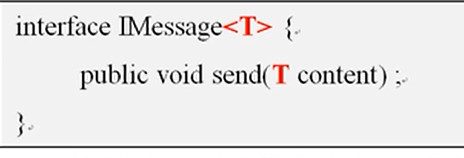 interface IMessage<T> {
public void send(T content) ;
}